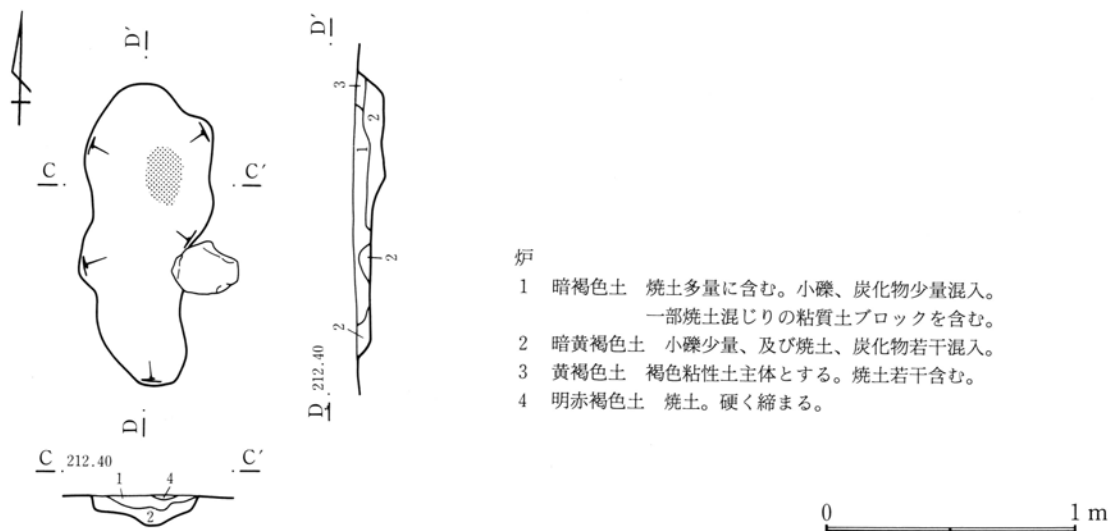 D′
D′
3
2
1
C
C′
2
2
D
D 212.40
C 212.40
C′
1
4
2
炉
1 暗褐色土 焼土多量に含む。小礫、炭化物少量混入。
一部焼土混じりの粘質土ブロックを含む。
2 暗黄褐色土 小礫少量、及び焼土、炭化物若干混入。
3 黄褐色土 褐色粘性土主体とする。焼土若干含む。
4 明赤褐色土 焼土。硬く締まる。
0 1 m